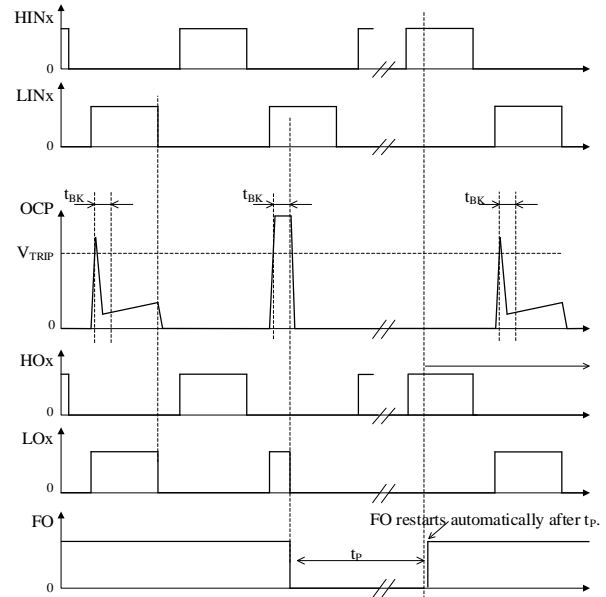 HINx
0
LINx
0
tBK
tBK
tBK
OCP
VTRIP
0
HOx
0
LOx
0
FO
FO restarts automatically after tP.
tP
0